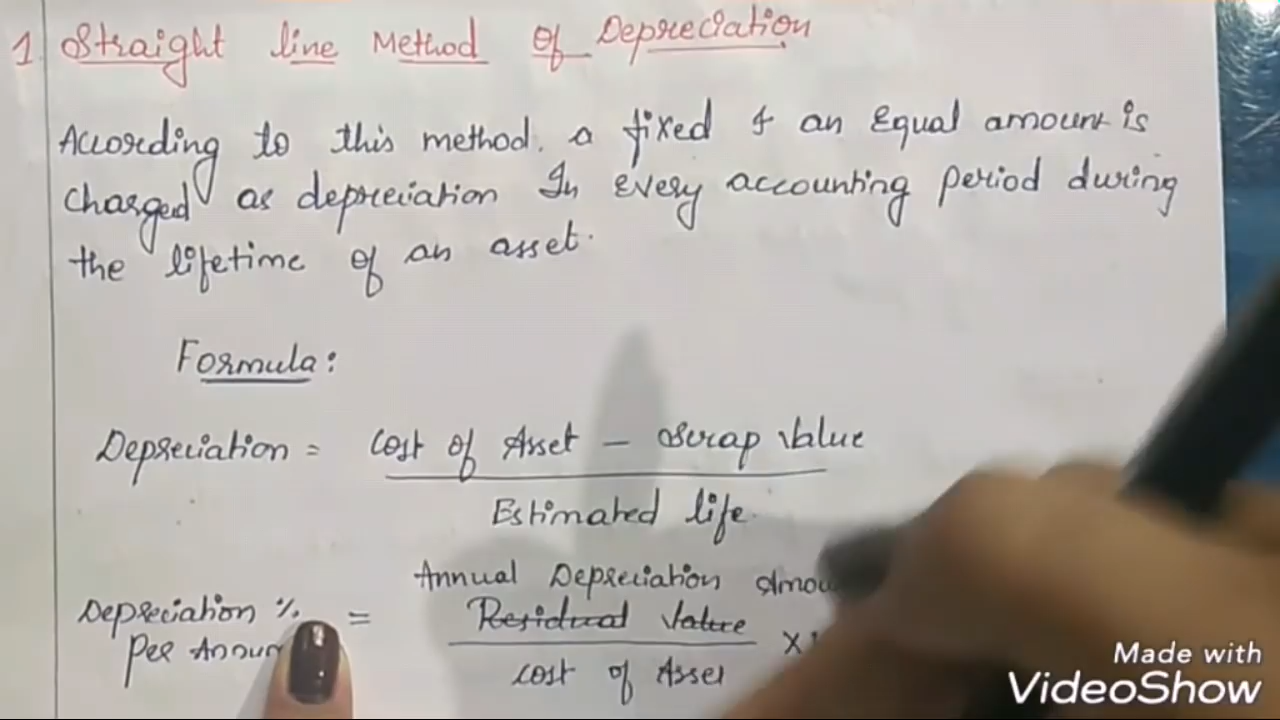 1 Straight line Method Of Depreciation
According to this method. a fixed & an Equal amount is
charged as depreciation In Every accounting period during
the lifetime of an asset.
Formula:
Depreciation = Cost of Asset – Scrap Value
Estimated life.
Annual Depreciation
Depreciation % = Residual Value ×
Per
Cost of Asset
Made with
VideoShow